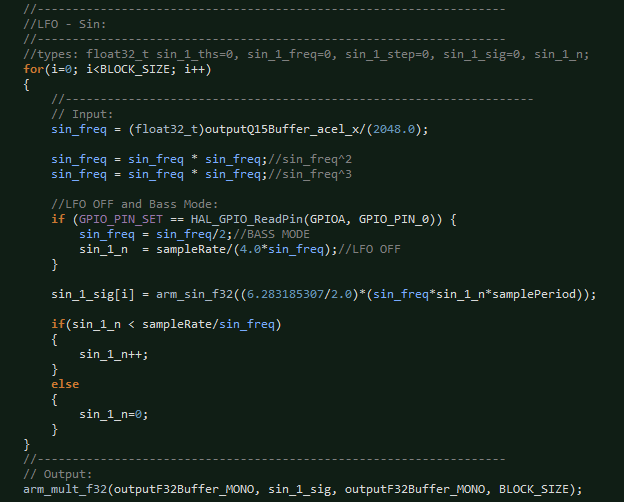 //-------------------------------------------------------------------
//LFO - Sin:
//-------------------------------------------------------------------
//types: float32_t sin_1_ths=0, sin_1_freq=0, sin_1_step=0, sin_1_sig=0, sin_1_n;
for(i=0; i<BLOCK_SIZE; i++)
{
    //-------------------------------------------------------------------
    // Input:
    sin_freq = (float32_t)outputQ15Buffer_acel_x/(2048.0);
    sin_freq = sin_freq * sin_freq;//sin_freq^2
    sin_freq = sin_freq * sin_freq;//sin_freq^3
    //LFO OFF and Bass Mode:
    if (GPIO_PIN_SET == HAL_GPIO_ReadPin(GPIOA, GPIO_PIN_0)) {
        sin_freq = sin_freq/2;//BASS MODE
        sin_1_n  = sampleRate/(4.0*sin_freq);//LFO OFF
    }
    sin_1_sig[i] = arm_sin_f32((6.283185307/2.0)*(sin_freq*sin_1_n*samplePeriod));
    if(sin_1_n < sampleRate/sin_freq)
    {
        sin_1_n++;
    }
    else
    {
        sin_1_n=0;
    }
}
//-------------------------------------------------------------------
// Output:
arm_mult_f32(outputF32Buffer_MONO, sin_1_sig, outputF32Buffer_MONO, BLOCK_SIZE);